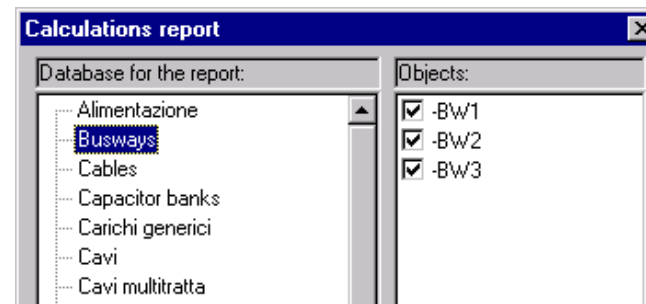 Calculations report
Database for the report:
Alimentazione
Busways
Cables
Capacitor banks
Carichi generici
Cavi
Cavi multitratta
Objects:
-BW1
-BW2
-BW3